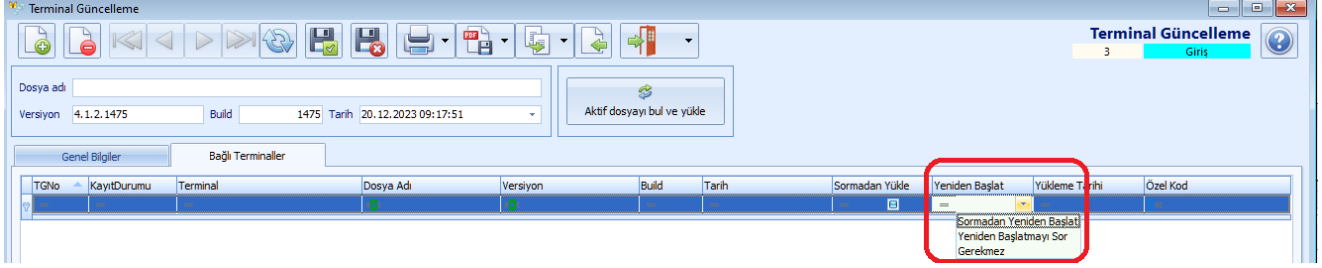 Terminal Güncelleme
Terminal Güncelleme
3 Giriş
Dosya adı
Versiyon 4.1.2.1475 Build 1475 Tarih 20.12.2023 09:17:51
Aktif dosyayı bul ve yükle
Genel Bilgiler Bağlı Terminaller
TGNo KayıtDurumu Terminal Dosya Adı Versiyon Build Tarih Sormadan Yükle Yeniden Başlat Yükleme Tarihi Özel Kod
Sormadan Yeniden Başlat
Yeniden Başlatmayı Sor
Gerekmez